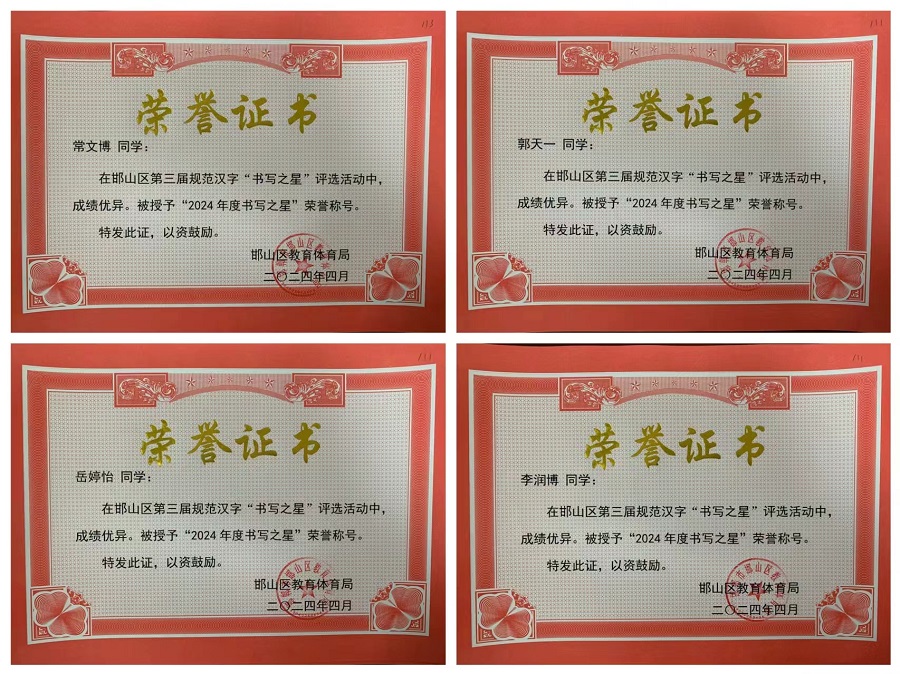 荣誉证书
常文博 同学：
在邯山区第三届规范汉字“书写之星”评选活动中，
成绩优异。被授予“2024年度书写之星”荣誉称号。
特发此证，以资鼓励。
邯山区教育体育局
二〇二四年四月
荣誉证书
郭天一 同学：
在邯山区第三届规范汉字“书写之星”评选活动中，
成绩优异。被授予“2024年度书写之星”荣誉称号。
特发此证，以资鼓励。
邯山区教育体育局
二〇二四年四月
荣誉证书
岳婷怡 同学：
在邯山区第三届规范汉字“书写之星”评选活动中，
成绩优异。被授予“2024年度书写之星”荣誉称号。
特发此证，以资鼓励。
邯山区教育体育局
二〇二四年四月
荣誉证书
李润博 同学：
在邯山区第三届规范汉字“书写之星”评选活动中，
成绩优异。被授予“2024年度书写之星”荣誉称号。
特发此证，以资鼓励。
邯山区教育体育局
二〇二四年四月